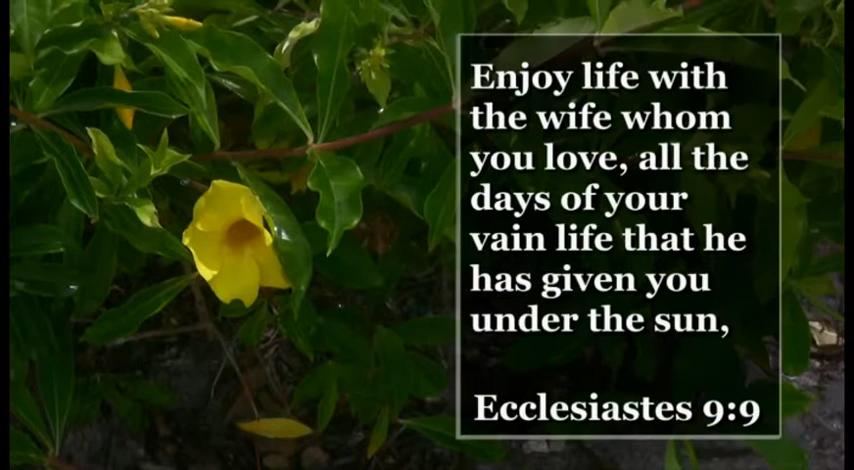 Enjoy life with
the wife whom
you love, all the
days of your
vain life that he
has given you
under the sun,
Ecclesiastes 9:9